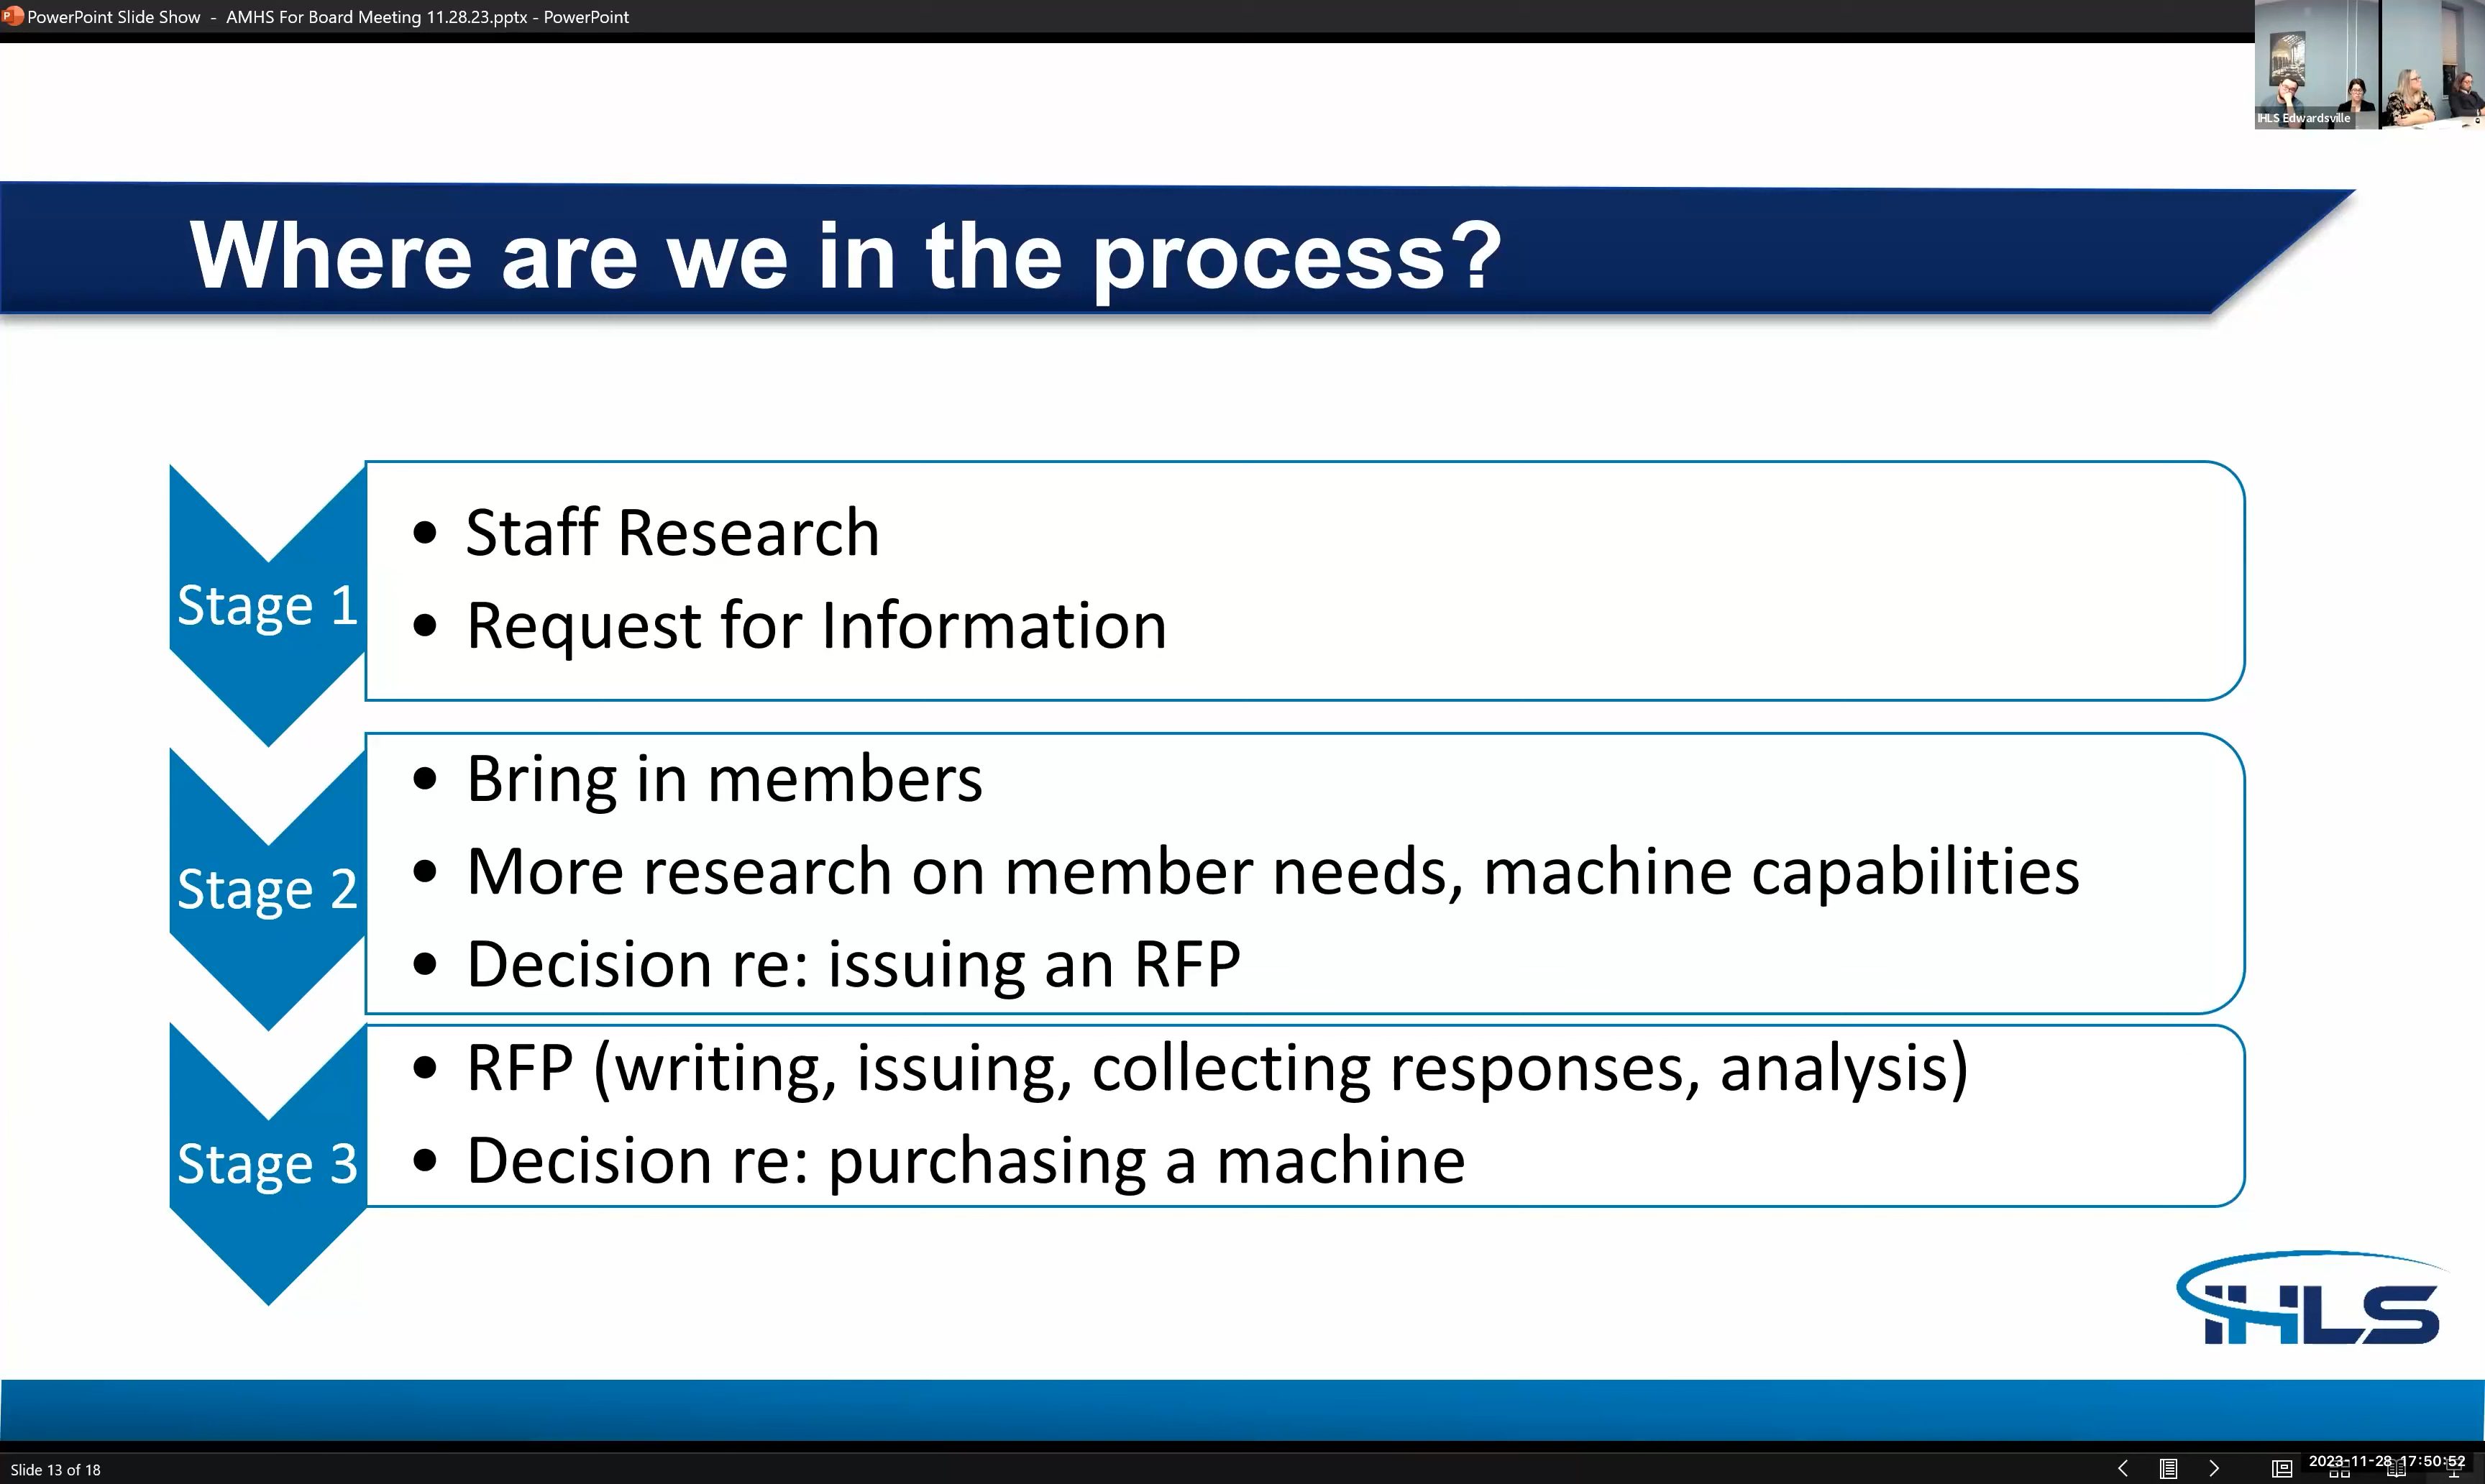 PowerPoint Slide Show - AMHS For Board Meeting 11.28.23.pptx - PowerPoint
IHLS Edwardsville
Where are we in the process?
Stage 1
• Staff Research
• Request for Information
Stage 2
• Bring in members
• More research on member needs, machine capabilities
• Decision re: issuing an RFP
Stage 3
• RFP (writing, issuing, collecting responses, analysis)
• Decision re: purchasing a machine
IHLS
Slide 13 of 18
2023-11-28 17:50:52